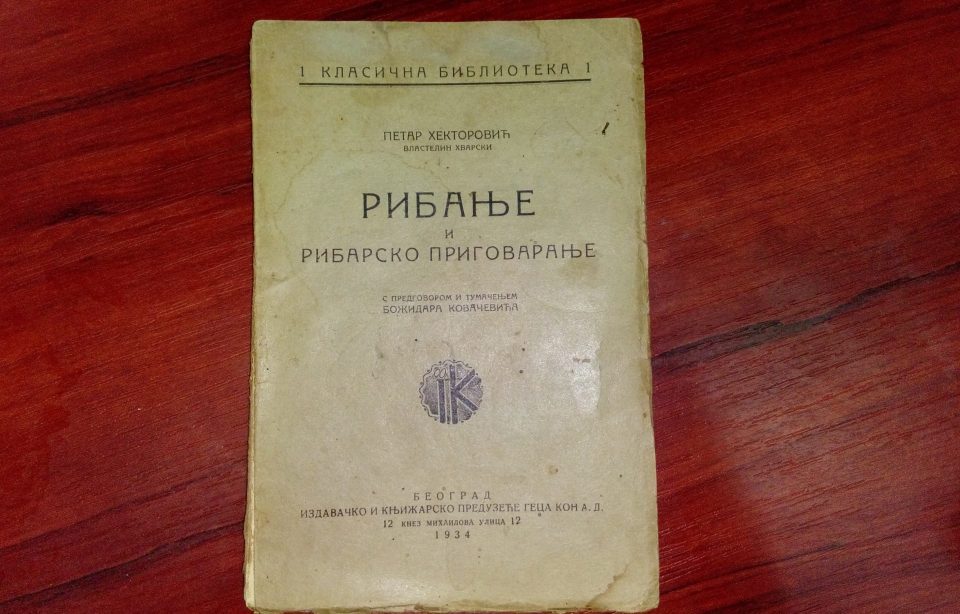 1 КЛАСИЧНА БИБЛИОТЕКА 1
ПЕТАР ХЕКТОРОВИЋ
ВЛАСТЕЛИН ХВАРСКИ
РИБАЊЕ
И
РИБАРСКО ПРИГОВАРАЊЕ
С ПРЕДГОВОРОМ И ТУМАЧЕЊЕМ
БОЖИДАРА КОВАЧЕВИЋА
БЕОГРАД
ИЗДАВАЧКО И КЊИЖАРСКО ПРЕДУЗЕЋЕ ГЕЦА КОН А. Д.
12 КНЕЗ МИХАИЛОВА УЛИЦА 12
1934